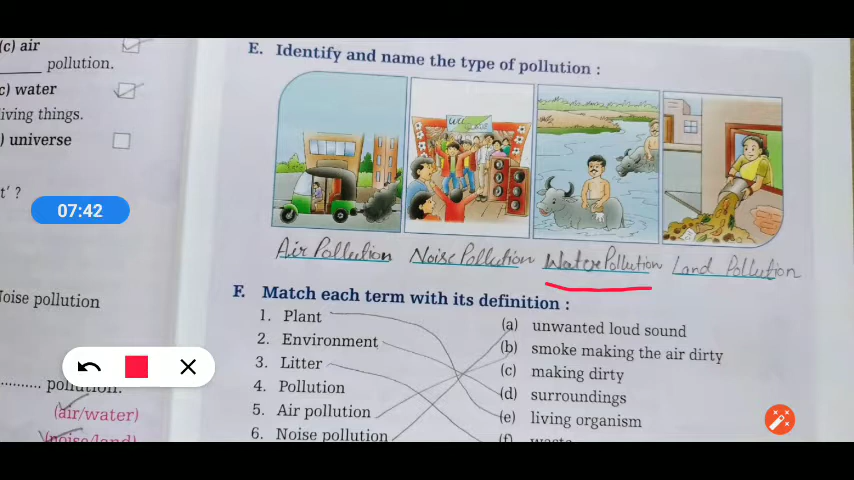 (c) air
pollution.
c) water
iving things.
) universe
t' ?
07:42
oise pollution
.......... pollution.
(air/water)
(noise/land)
E. Identify and name the type of pollution :
Air Pollution Noise Pollution Water Pollution Land Pollution
F. Match each term with its definition :
1. Plant
2. Environment
3. Litter
4. Pollution
5. Air pollution
6. Noise pollution
(a) unwanted loud sound
(b) smoke making the air dirty
(c) making dirty
(d) surroundings
(e) living organism
(f) waste